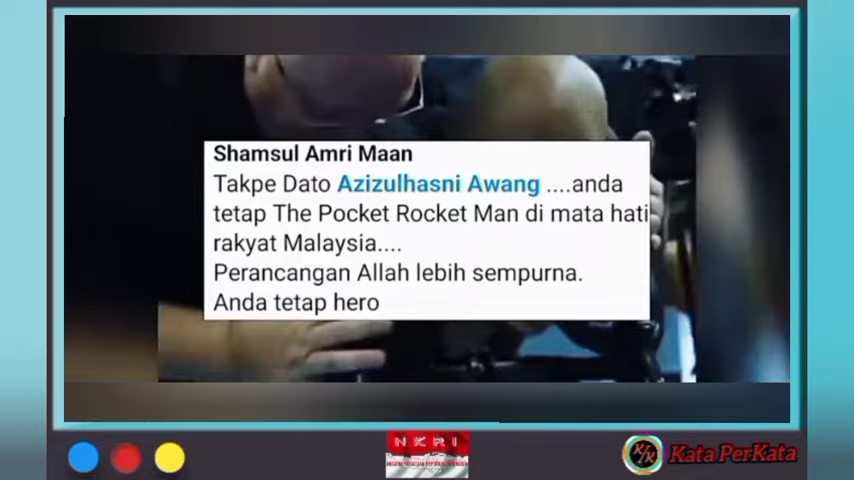 Shamsul Amri Maan
Takpe Dato Azizulhasni Awang ....anda
tetap The Pocket Rocket Man di mata hati
rakyat Malaysia....
Perancangan Allah lebih sempurna.
Anda tetap hero
NKRI
Kata PerKata